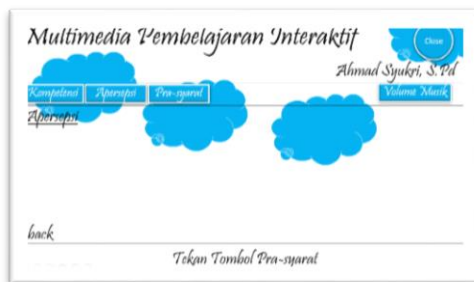 Multimedia Pembelajaran Interaktif
Close
Ahmad Syukri, S.Pd
Kompetensi Apersepsi Pra-syarat Volume Musik
Apersepsi
back
Tekan Tombol Pra-syarat